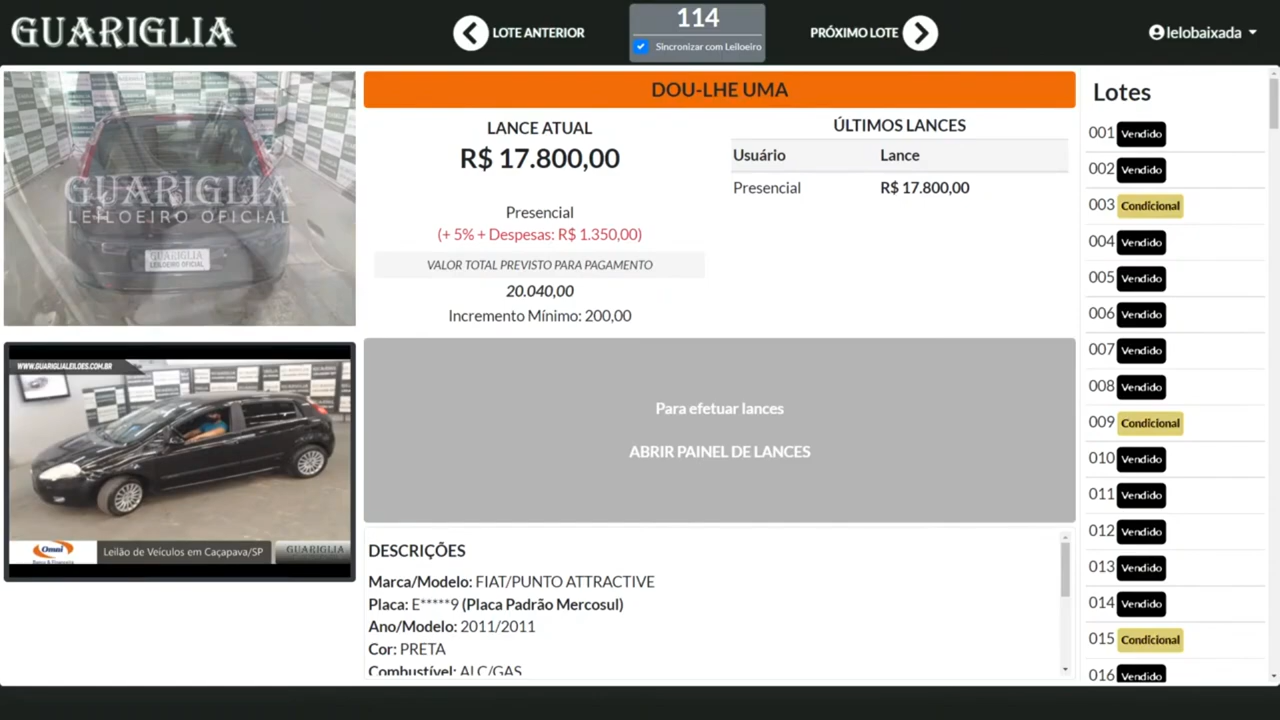 GUARIGLIA
LOTE ANTERIOR
114
Sincronizar com Leiloeiro
PRÓXIMO LOTE
lelobaixada
GUARIGLIA
LEILOEIRO OFICIAL
GUARIGLIA
LEILOEIRO OFICIAL
WWW.GUARIGLIALEILOES.COM.BR
Omni
Leilão de Veículos em Caçapava/SP
GUARIGLIA
DOU-LHE UMA
LANCE ATUAL
R$ 17.800,00
Presencial
(+ 5% + Despesas: R$ 1.350,00)
VALOR TOTAL PREVISTO PARA PAGAMENTO
20.040,00
Incremento Mínimo: 200,00
ÚLTIMOS LANCES
Usuário Lance
Presencial R$ 17.800,00
Para efetuar lances
ABRIR PAINEL DE LANCES
DESCRIÇÕES
Marca/Modelo: FIAT/PUNTO ATTRACTIVE
Placa: E*****9 (Placa Padrão Mercosul)
Ano/Modelo: 2011/2011
Cor: PRETA
Combustível: ALC/GAS
Lotes
001 Vendido
002 Vendido
003 Condicional
004 Vendido
005 Vendido
006 Vendido
007 Vendido
008 Vendido
009 Condicional
010 Vendido
011 Vendido
012 Vendido
013 Vendido
014 Vendido
015 Condicional
016 Vendido